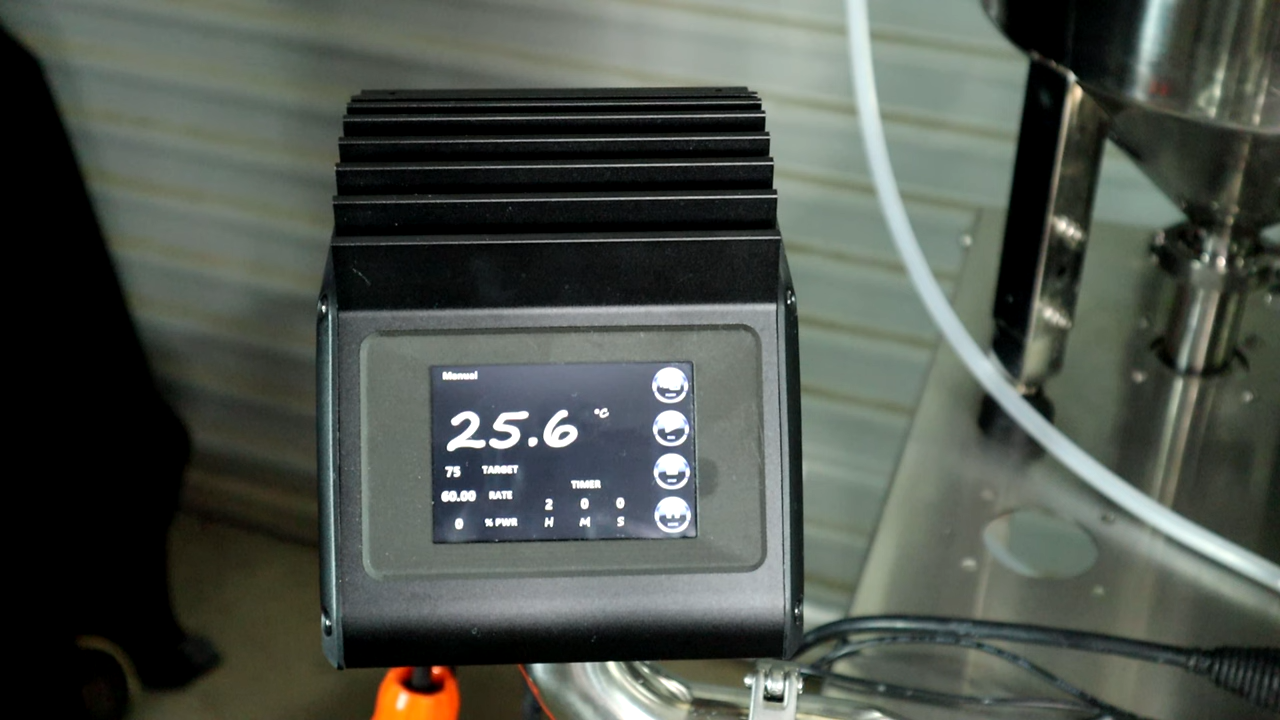 Manual
25.6 °C
75 TARGET
TIMER
60.00 RATE
2 0 0
0 % PWR H M S